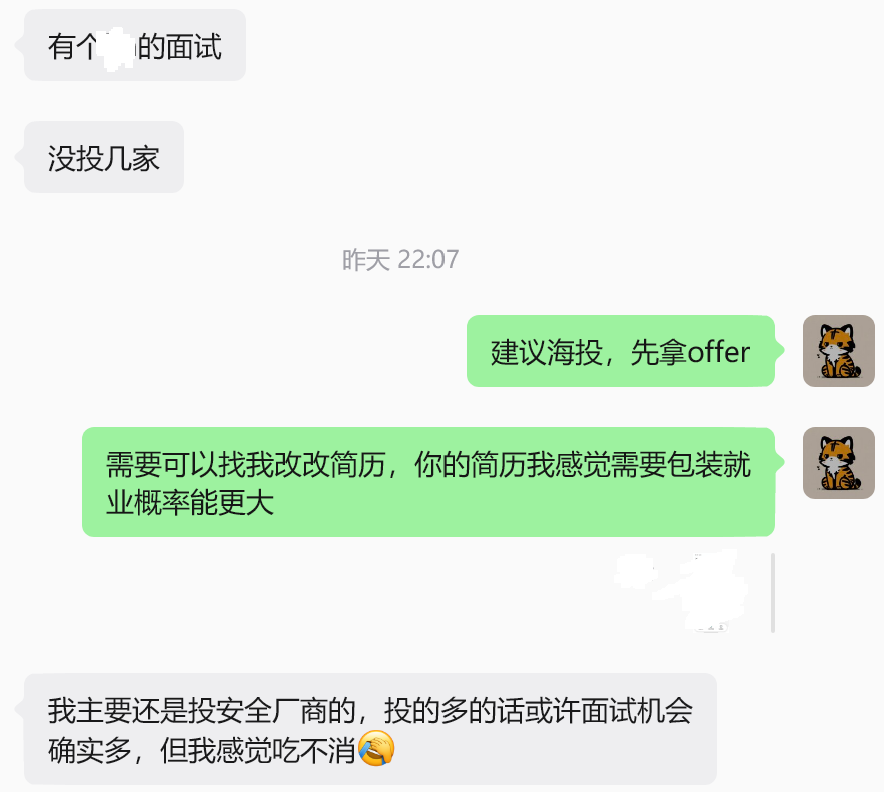 有个的面试
没投几家
昨天 22:07
建议海投，先拿offer
需要可以找我改改简历，你的简历我感觉需要包装就
业概率能更大
我主要还是投安全厂商的，投的多的话或许面试机会
确实多，但我感觉吃不消🤣